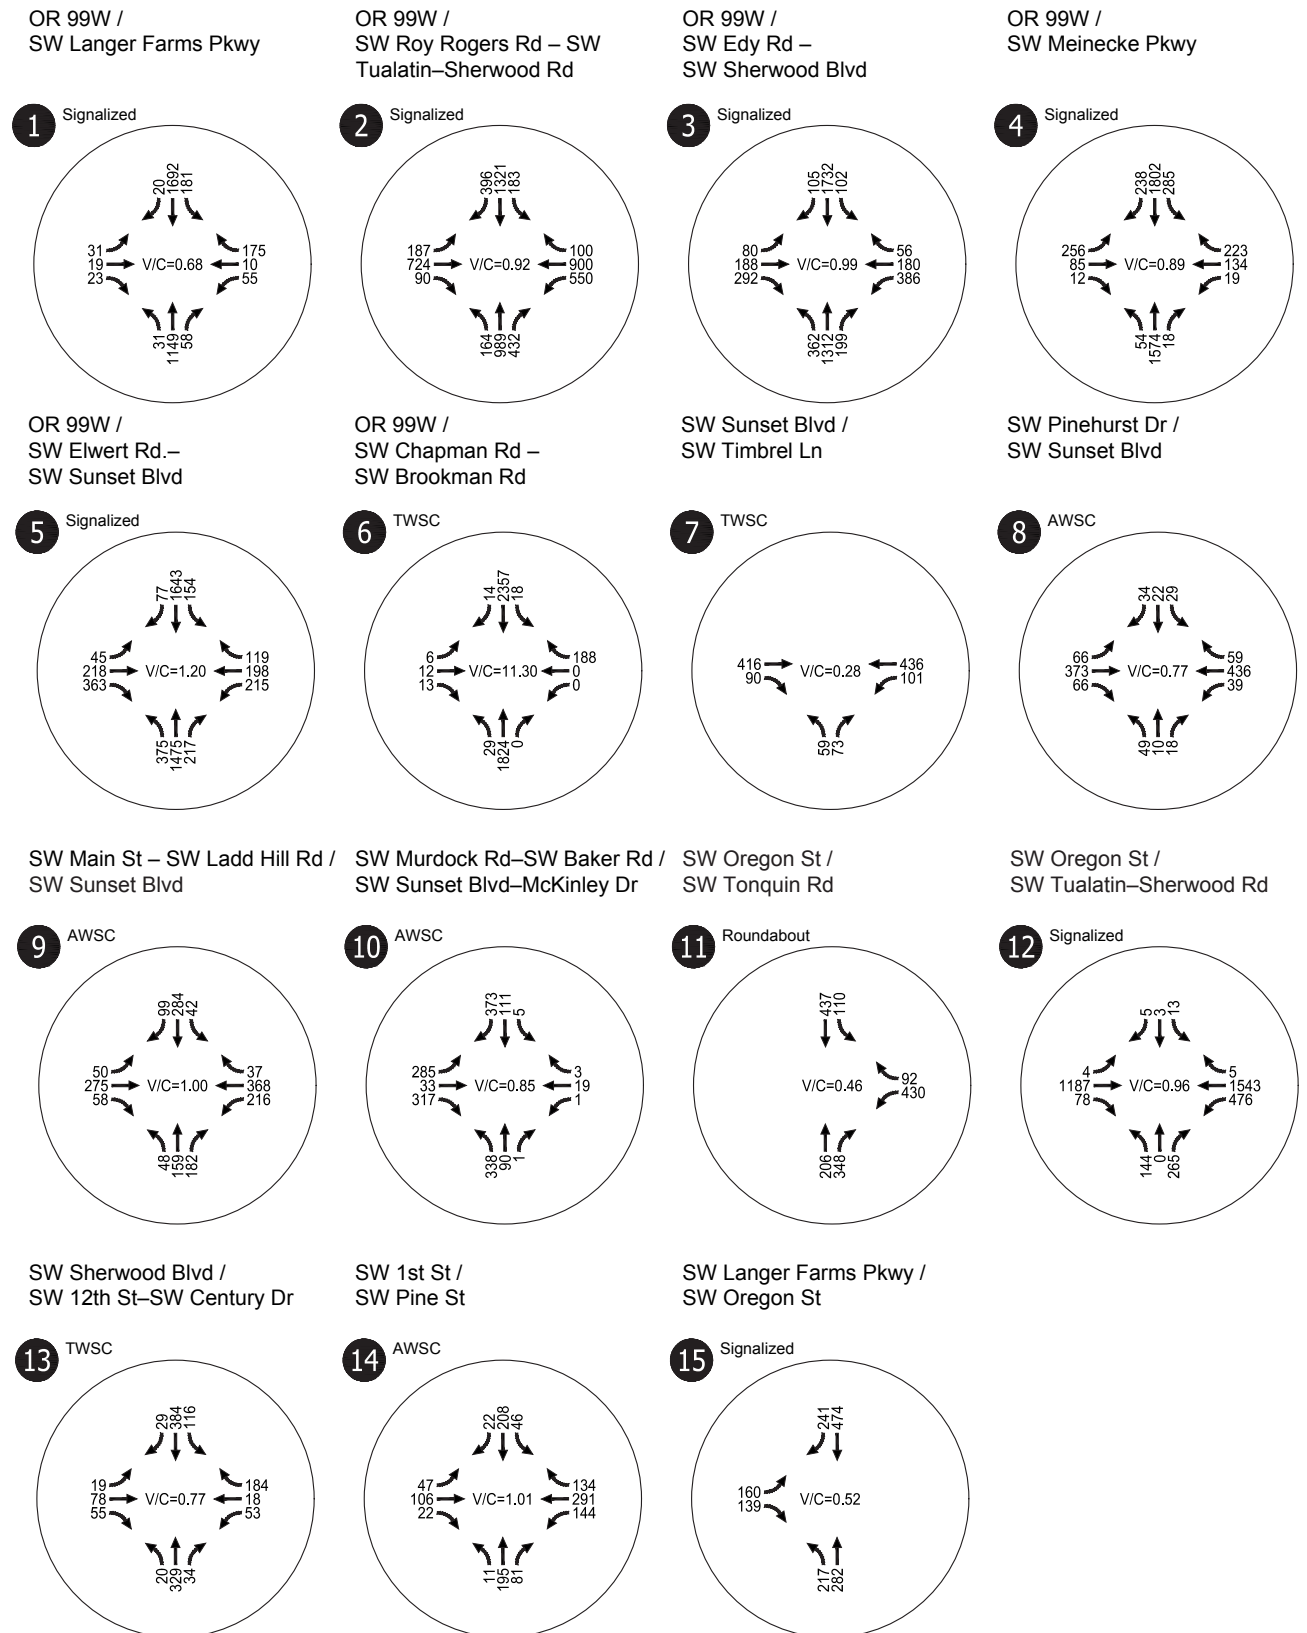 OR 99W /
SW Langer Farms Pkwy
1 Signalized
20 1692 181
31
19
23
V/C=0.68
175
10
55
31 1149 58
OR 99W /
SW Roy Rogers Rd – SW
Tualatin–Sherwood Rd
2 Signalized
396 1321 183
187
724
90
V/C=0.92
100
900
550
164 989 432
OR 99W /
SW Edy Rd –
SW Sherwood Blvd
3 Signalized
105 1732 102
80
188
292
V/C=0.99
56
180
386
362 1312 199
OR 99W /
SW Meinecke Pkwy
4 Signalized
238 1802 285
256
85
12
V/C=0.89
223
134
19
54 1574 18
OR 99W /
SW Elwert Rd.–
SW Sunset Blvd
5 Signalized
77 1643 154
45
218
363
V/C=1.20
119
198
215
375 1475 217
OR 99W /
SW Chapman Rd –
SW Brookman Rd
6 TWSC
14 2357 18
6
12
13
V/C=11.30
188
0
0
29 1824 0
SW Sunset Blvd /
SW Timbrel Ln
7 TWSC
416
90
V/C=0.28
436
101
59 73
SW Pinehurst Dr /
SW Sunset Blvd
8 AWSC
34 22 29
66
373
66
V/C=0.77
59
436
39
49 10 18
SW Main St – SW Ladd Hill Rd /
SW Sunset Blvd
9 AWSC
99 284 42
50
275
58
V/C=1.00
37
368
216
48 159 182
SW Murdock Rd–SW Baker Rd /
SW Sunset Blvd–McKinley Dr
10 AWSC
373 111 5
285
33
317
V/C=0.85
3
19
1
338 90 1
SW Oregon St /
SW Tonquin Rd
11 Roundabout
437 110
V/C=0.46
92
430
206 348
SW Oregon St /
SW Tualatin–Sherwood Rd
12 Signalized
5 3 13
4
1187
78
V/C=0.96
5
1543
476
144 0 265
SW Sherwood Blvd /
SW 12th St–SW Century Dr
13 TWSC
29 384 116
19
78
55
V/C=0.77
184
18
53
20 329 34
SW 1st St /
SW Pine St
14 AWSC
22 208 46
47
106
22
V/C=1.01
134
291
144
11 195 81
SW Langer Farms Pkwy /
SW Oregon St
15 Signalized
241 474
160
139
V/C=0.52
217 282